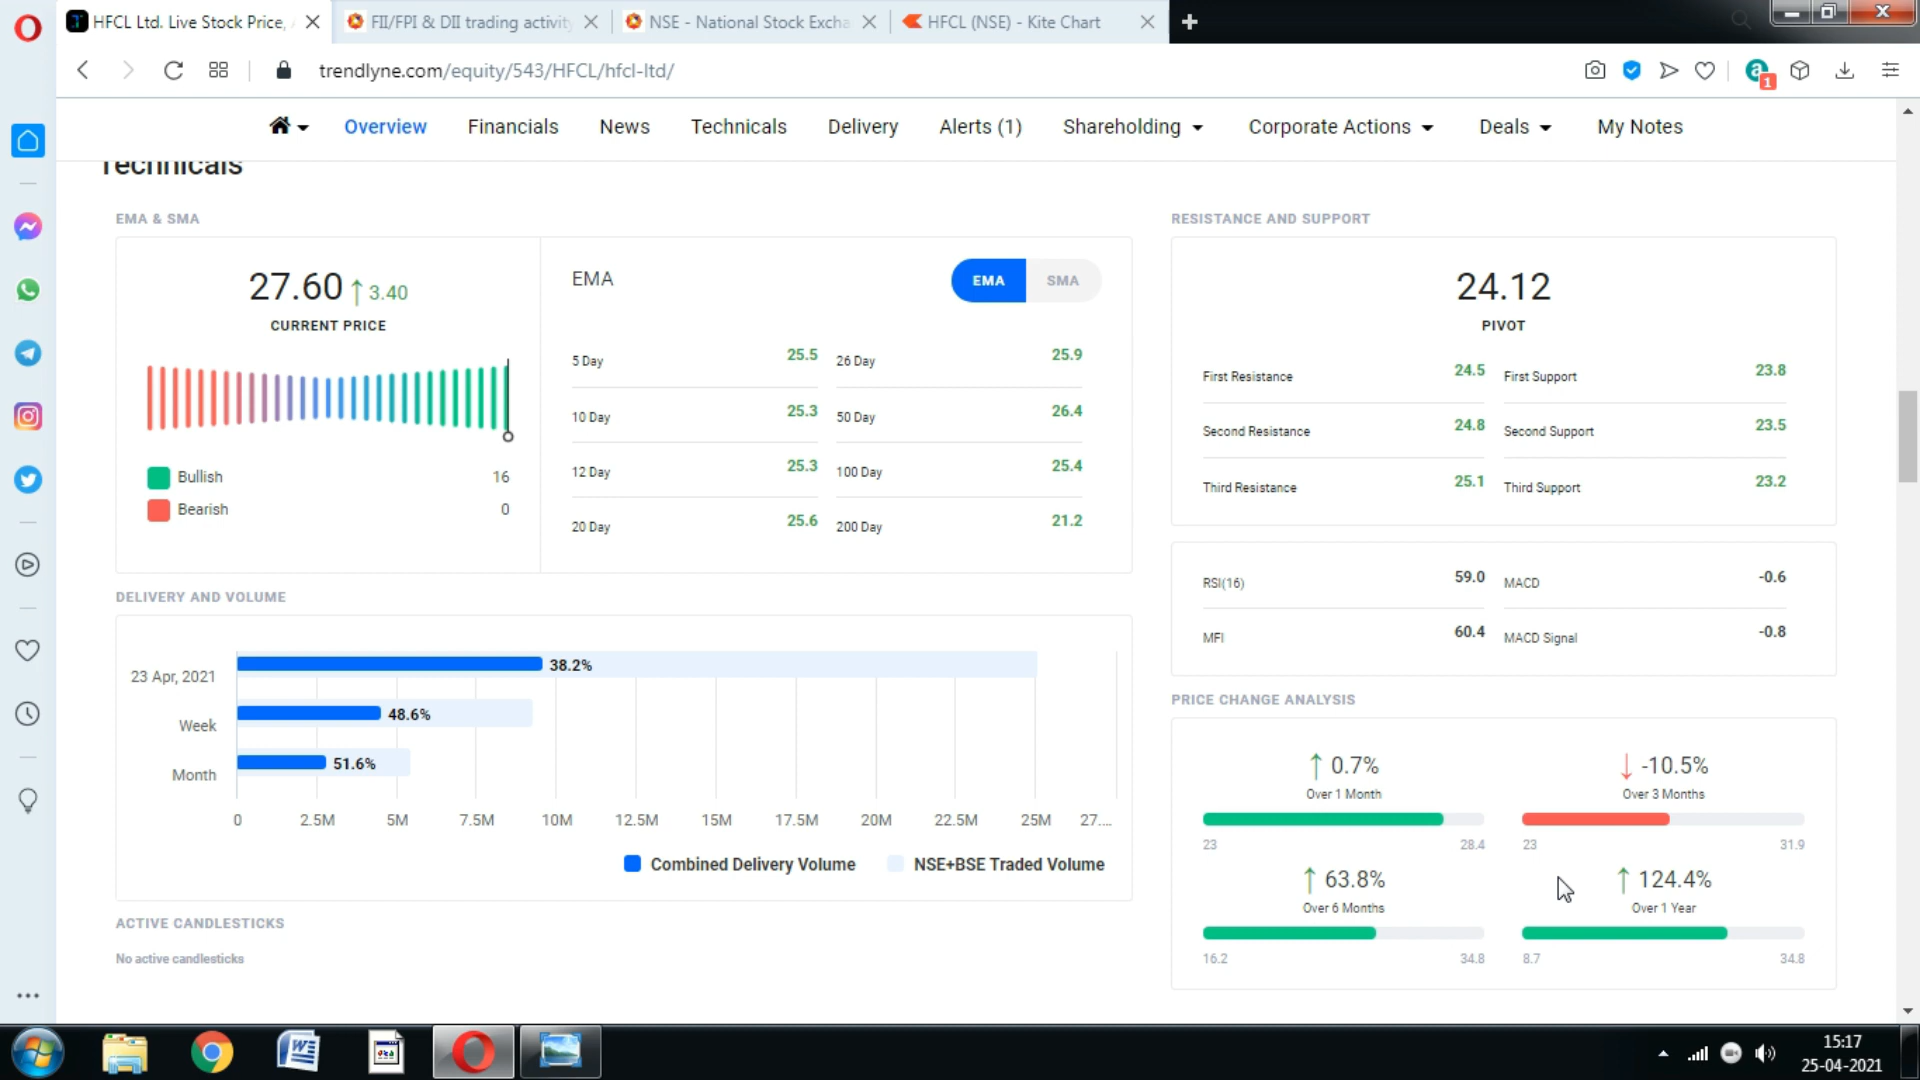 HFCL Ltd. Live Stock Price,
FII/FPI & DII trading activity
NSE - National Stock Excha
HFCL (NSE) - Kite Chart
trendlyne.com/equity/543/HFCL/hfcl-ltd/
1
Overview
Financials
News
Technicals
Delivery
Alerts (1)
Shareholding
Corporate Actions
Deals
My Notes
Technicals
EMA & SMA
27.60 ↑ 3.40
CURRENT PRICE
Bullish 16
Bearish 0
EMA
EMA SMA
5 Day 25.5 26 Day 25.9
10 Day 25.3 50 Day 26.4
12 Day 25.3 100 Day 25.4
20 Day 25.6 200 Day 21.2
RESISTANCE AND SUPPORT
24.12
PIVOT
First Resistance 24.5 First Support 23.8
Second Resistance 24.8 Second Support 23.5
Third Resistance 25.1 Third Support 23.2
RSI(16) 59.0 MACD -0.6
MFI 60.4 MACD Signal -0.8
DELIVERY AND VOLUME
23 Apr, 2021 38.2%
Week 48.6%
Month 51.6%
0 2.5M 5M 7.5M 10M 12.5M 15M 17.5M 20M 22.5M 25M 27....
Combined Delivery Volume NSE+BSE Traded Volume
PRICE CHANGE ANALYSIS
↑ 0.7% ↓ -10.5%
Over 1 Month Over 3 Months
23 28.4 23 31.9
↑ 63.8% ↑ 124.4%
Over 6 Months Over 1 Year
16.2 34.8 8.7 34.8
ACTIVE CANDLESTICKS
No active candlesticks
15:17
25-04-2021